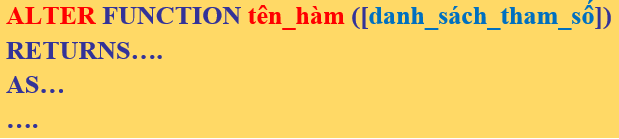 ALTER FUNCTION tên_hàm ([danh_sách_tham_số])
RETURNS....
AS...
....